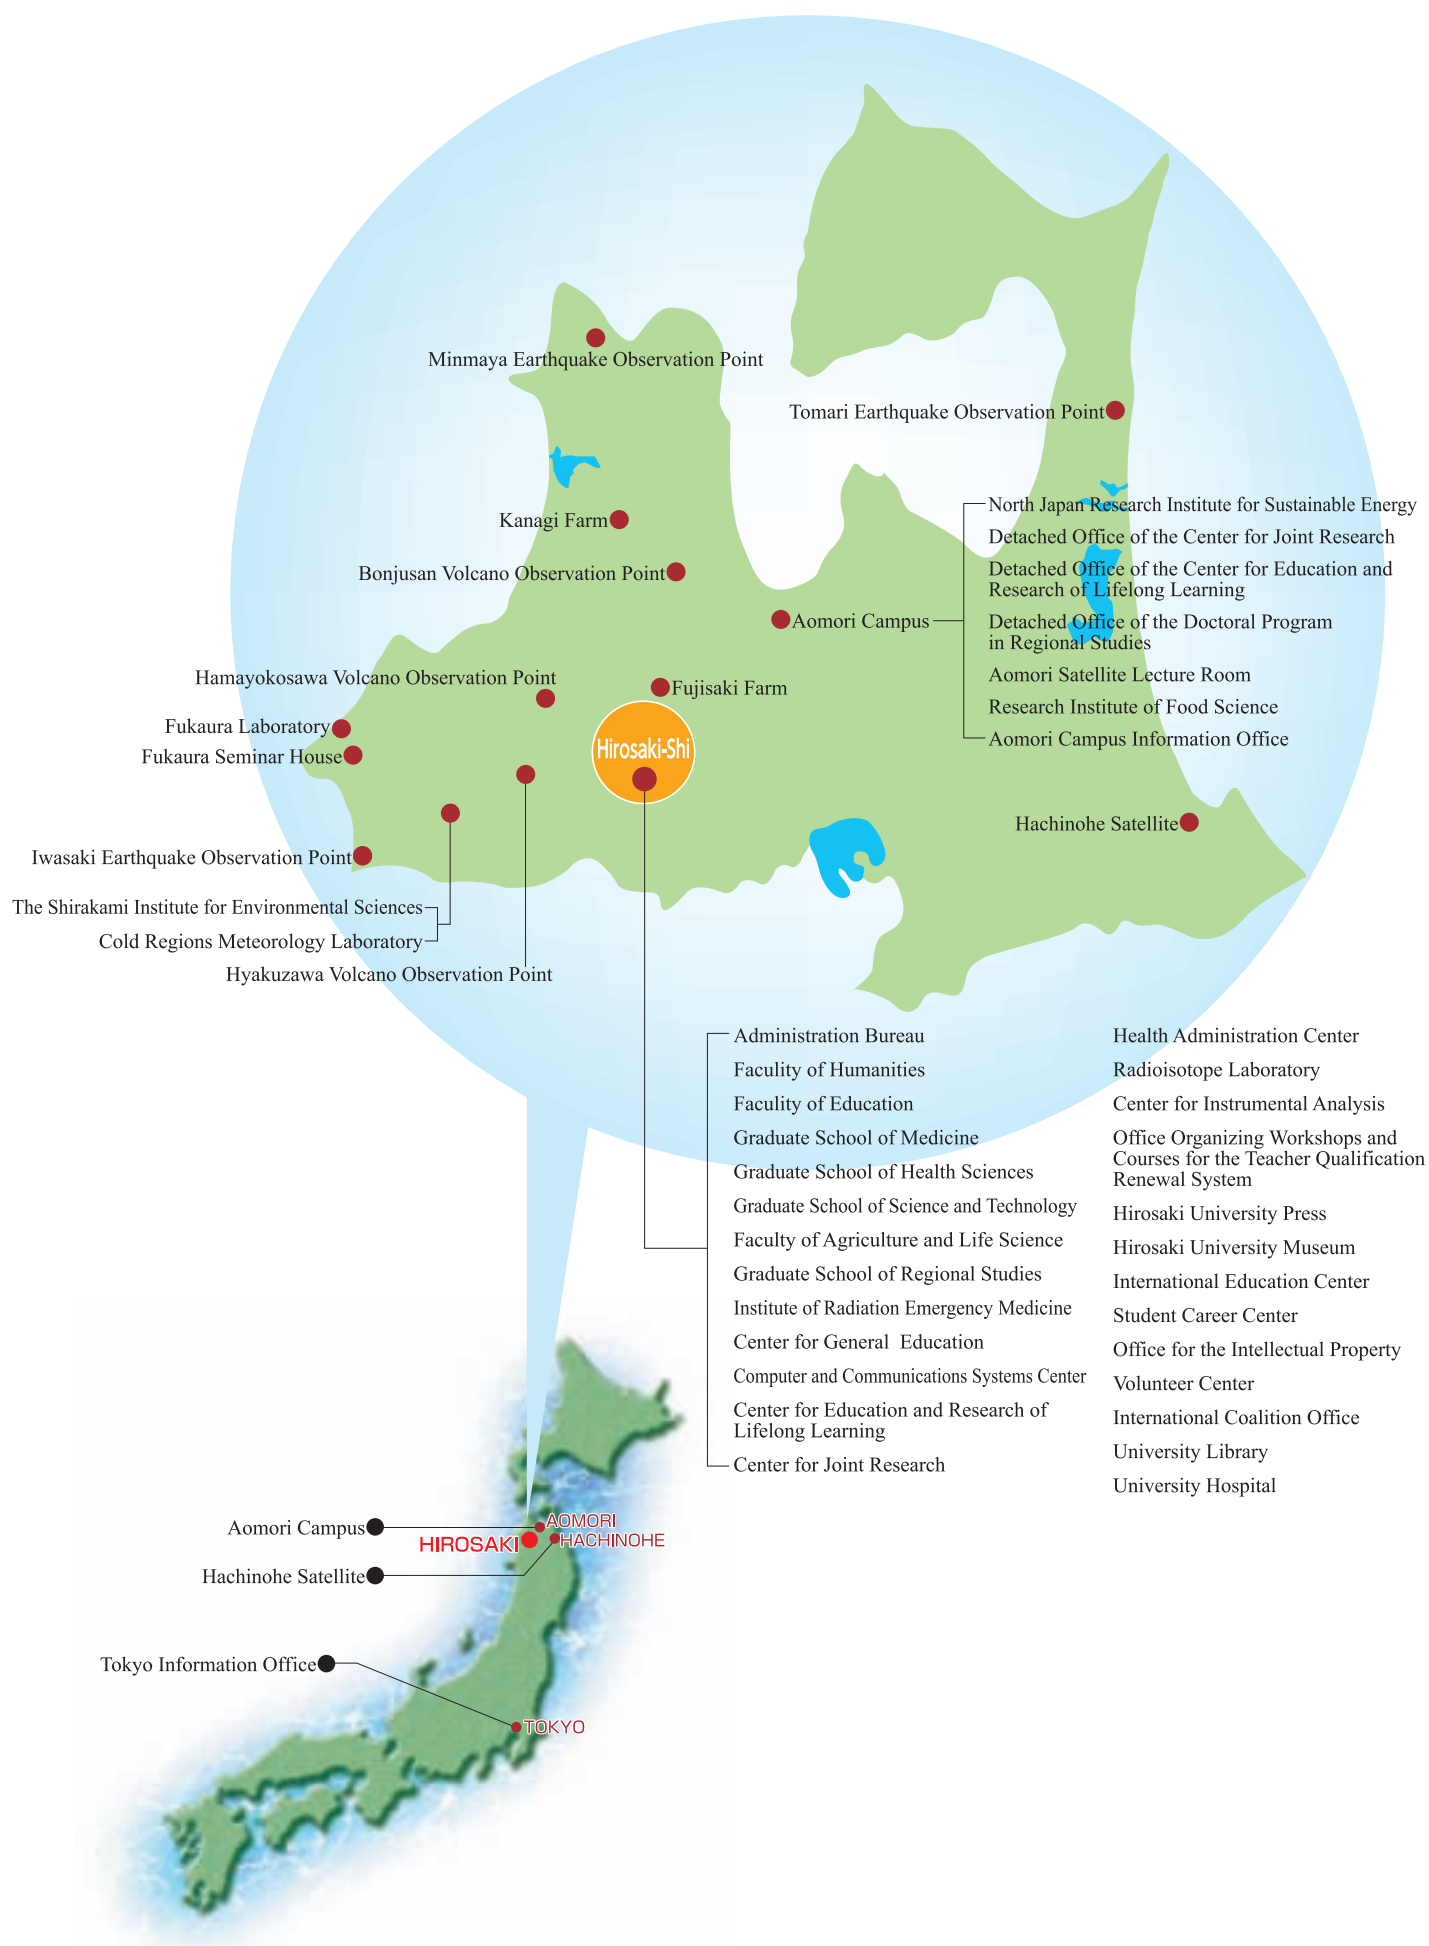 Minmaya Earthquake Observation Point
Tomari Earthquake Observation Point
Kanagi Farm
Bonjusan Volcano Observation Point
Aomori Campus
North Japan Research Institute for Sustainable Energy
Detached Office of the Center for Joint Research
Detached Office of the Center for Education and
Research of Lifelong Learning
Detached Office of the Doctoral Program
in Regional Studies
Aomori Satellite Lecture Room
Research Institute of Food Science
Aomori Campus Information Office
Hamayokosawa Volcano Observation Point
Fujisaki Farm
Fukaura Laboratory
Fukaura Seminar House
Hirosaki-Shi
Hachinohe Satellite
Iwasaki Earthquake Observation Point
The Shirakami Institute for Environmental Sciences
Cold Regions Meteorology Laboratory
Hyakuzawa Volcano Observation Point
Administration Bureau
Faculity of Humanities
Faculity of Education
Graduate School of Medicine
Graduate School of Health Sciences
Graduate School of Science and Technology
Faculty of Agriculture and Life Science
Graduate School of Regional Studies
Institute of Radiation Emergency Medicine
Center for General Education
Computer and Communications Systems Center
Center for Education and Research of
Lifelong Learning
Center for Joint Research
Health Administration Center
Radioisotope Laboratory
Center for Instrumental Analysis
Office Organizing Workshops and
Courses for the Teacher Qualification
Renewal System
Hirosaki University Press
Hirosaki University Museum
International Education Center
Student Career Center
Office for the Intellectual Property
Volunteer Center
International Coalition Office
University Library
University Hospital
Aomori Campus
AOMORI
HIROSAKI
HACHINOHE
Hachinohe Satellite
Tokyo Information Office
TOKYO